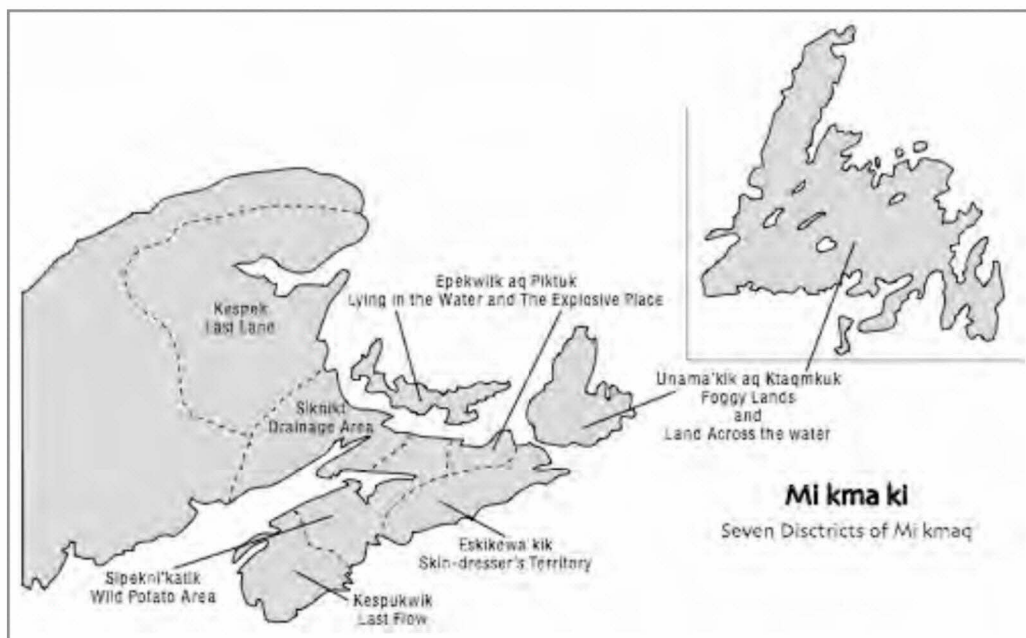 Epekwitk aq Piktuk
Lying in the Water and The Explosive Place
Kespek
Last Land
Siknikt
Drainage Area
Unama'kik aq Ktaqmkuk
Foggy Lands
and
Land Across the water
Mi kma ki
Seven Disctricts of Mi kmaq
Eskikewa'kik
Skin-dresser's Territory
Sipekni'katik
Wild Potato Area
Kespukwik
Last Flow